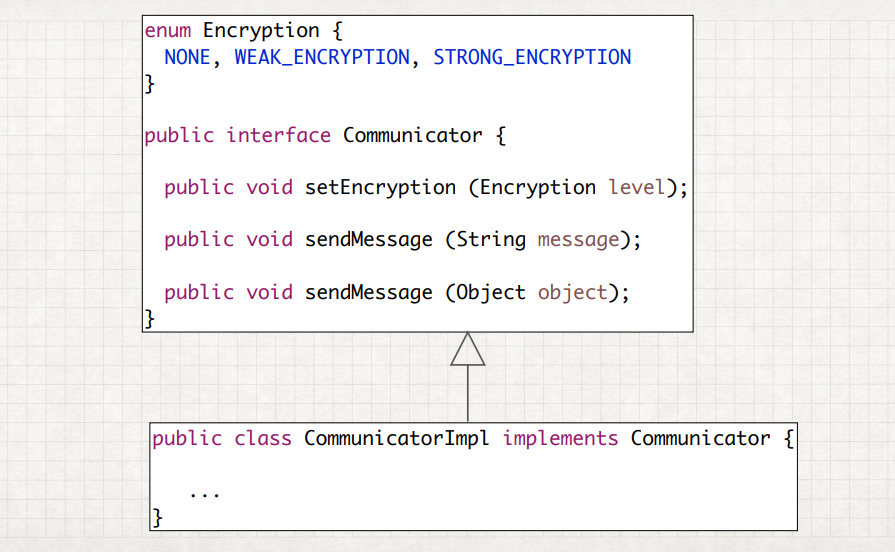 enum Encryption {
NONE, WEAK_ENCRYPTION, STRONG_ENCRYPTION
}
public interface Communicator {
public void setEncryption (Encryption level);
public void sendMessage (String message);
public void sendMessage (Object object);
}
public class CommunicatorImpl implements Communicator {
...
}